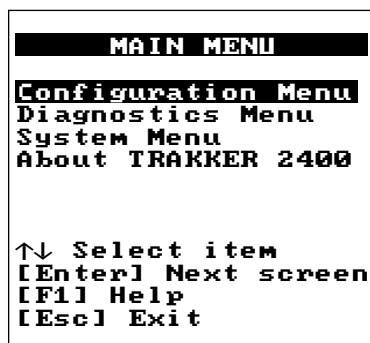 MAIN MENU
Configuration Menu
Diagnostics Menu
System Menu
About TRAKKER 2400
↑↓ Select item
[Enter] Next screen
[F1] Help
[Esc] Exit